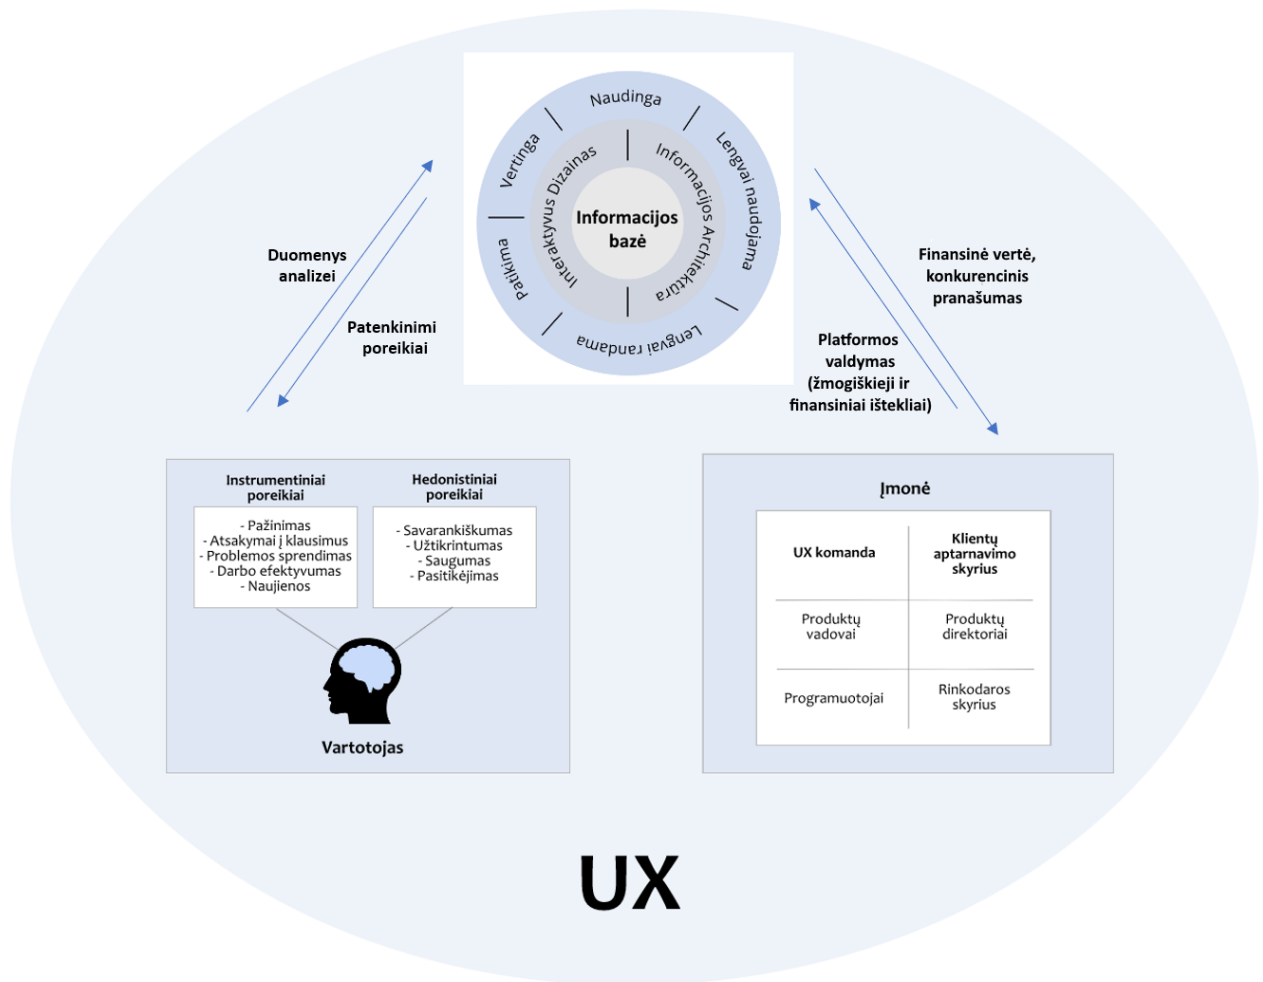 Naudinga
Lengvai naudojama
Lengvai randama
Patikima
Vertinga
Interaktyvus Dizainas
Informacijos Architektūra
Informacijos
bazė
Duomenys
analizei
Patenkinimi
poreikiai
Finansinė vertė,
konkurencinis
pranašumas
Platformos
valdymas
(žmogiškieji ir
finansiniai ištekliai)
Instrumentiniai
poreikiai
- Pažinimas
- Atsakymai į klausimus
- Problemos sprendimas
- Darbo efektyvumas
- Naujienos
Hedonistiniai
poreikiai
- Savarankiškumas
- Užtikrintumas
- Saugumas
- Pasitikėjimas
Vartotojas
Įmonė
UX komanda
Klientų
aptarnavimo
skyrius
Produktų
vadovai
Produktų
direktoriai
Programuotojai
Rinkodaros
skyrius
UX